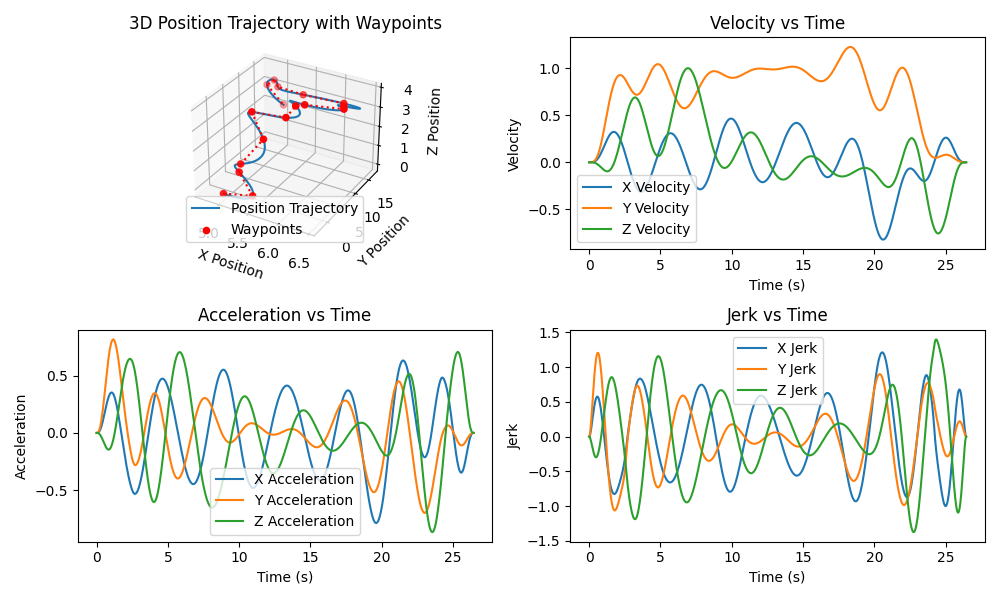 3D Position Trajectory with Waypoints
4
3
2
1
0
Z Position
15
10
5
0
Y Position
5.0
5.5
6.0
6.5
X Position
Position Trajectory
Waypoints
Velocity vs Time
1.0
0.5
0.0
−0.5
Velocity
X Velocity
Y Velocity
Z Velocity
0 5 10 15 20 25
Time (s)
Acceleration vs Time
0.5
0.0
−0.5
Acceleration
X Acceleration
Y Acceleration
Z Acceleration
0 5 10 15 20 25
Time (s)
Jerk vs Time
1.5
1.0
0.5
0.0
−0.5
−1.0
−1.5
Jerk
X Jerk
Y Jerk
Z Jerk
0 5 10 15 20 25
Time (s)